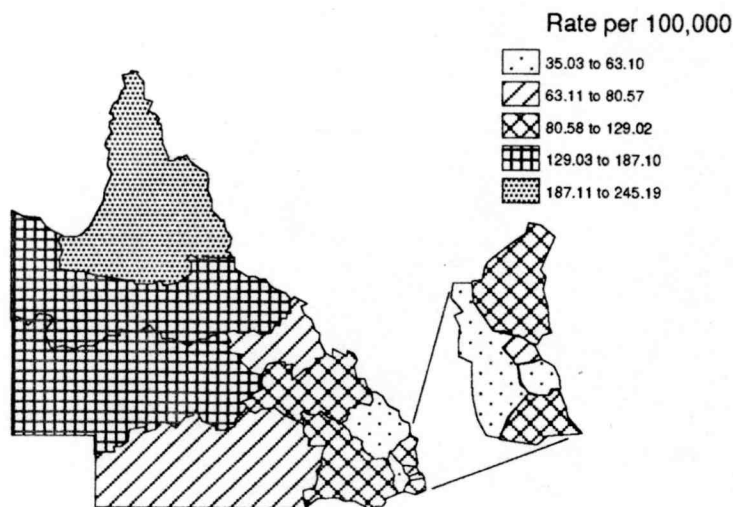 Rate per 100,000
35.03 to 63.10
63.11 to 80.57
80.58 to 129.02
129.03 to 187.10
187.11 to 245.19